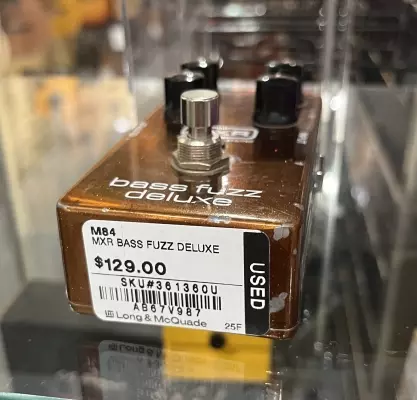 bass fuzz
deluxe
M84
MXR BASS FUZZ DELUXE
$129.00
SKU#361360U
AB67V987
Long & McQuade 25F
USED